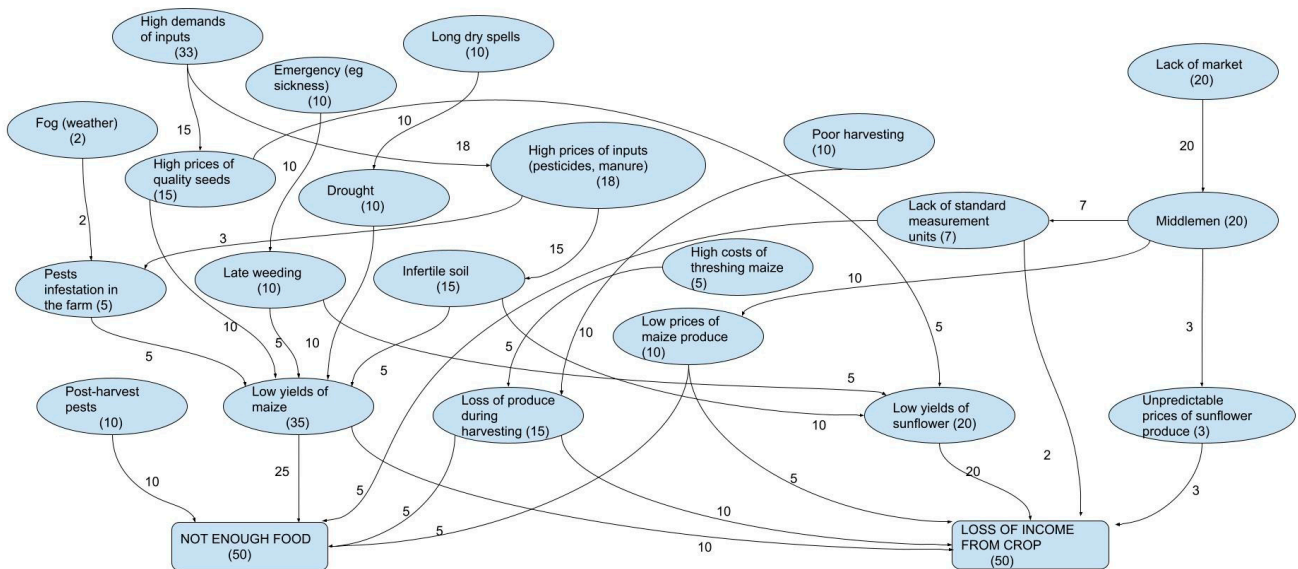 High demands
of inputs
(33)
Long dry spells
(10)
Emergency (eg
sickness)
(10)
Lack of market
(20)
Fog (weather)
(2)
15
10
18
10
Poor harvesting
(10)
20
High prices of
quality seeds
(15)
High prices of inputs
(pesticides, manure)
(18)
Drought
(10)
2
3
15
Lack of standard
measurement
units (7)
7
Middlemen (20)
Pests
infestation in
the farm (5)
Late weeding
(10)
Infertile soil
(15)
High costs of
threshing maize
(5)
10
10
5
10
5
10
5
Low prices of
maize produce
(10)
5
3
5
Post-harvest
pests
(10)
Low yields of
maize
(35)
Loss of produce
during
harvesting (15)
5
10
Low yields of
sunflower (20)
Unpredictable
prices of sunflower
produce (3)
10
25
5
5
5
10
5
20
2
3
10
NOT ENOUGH FOOD
(50)
LOSS OF INCOME
FROM CROP
(50)